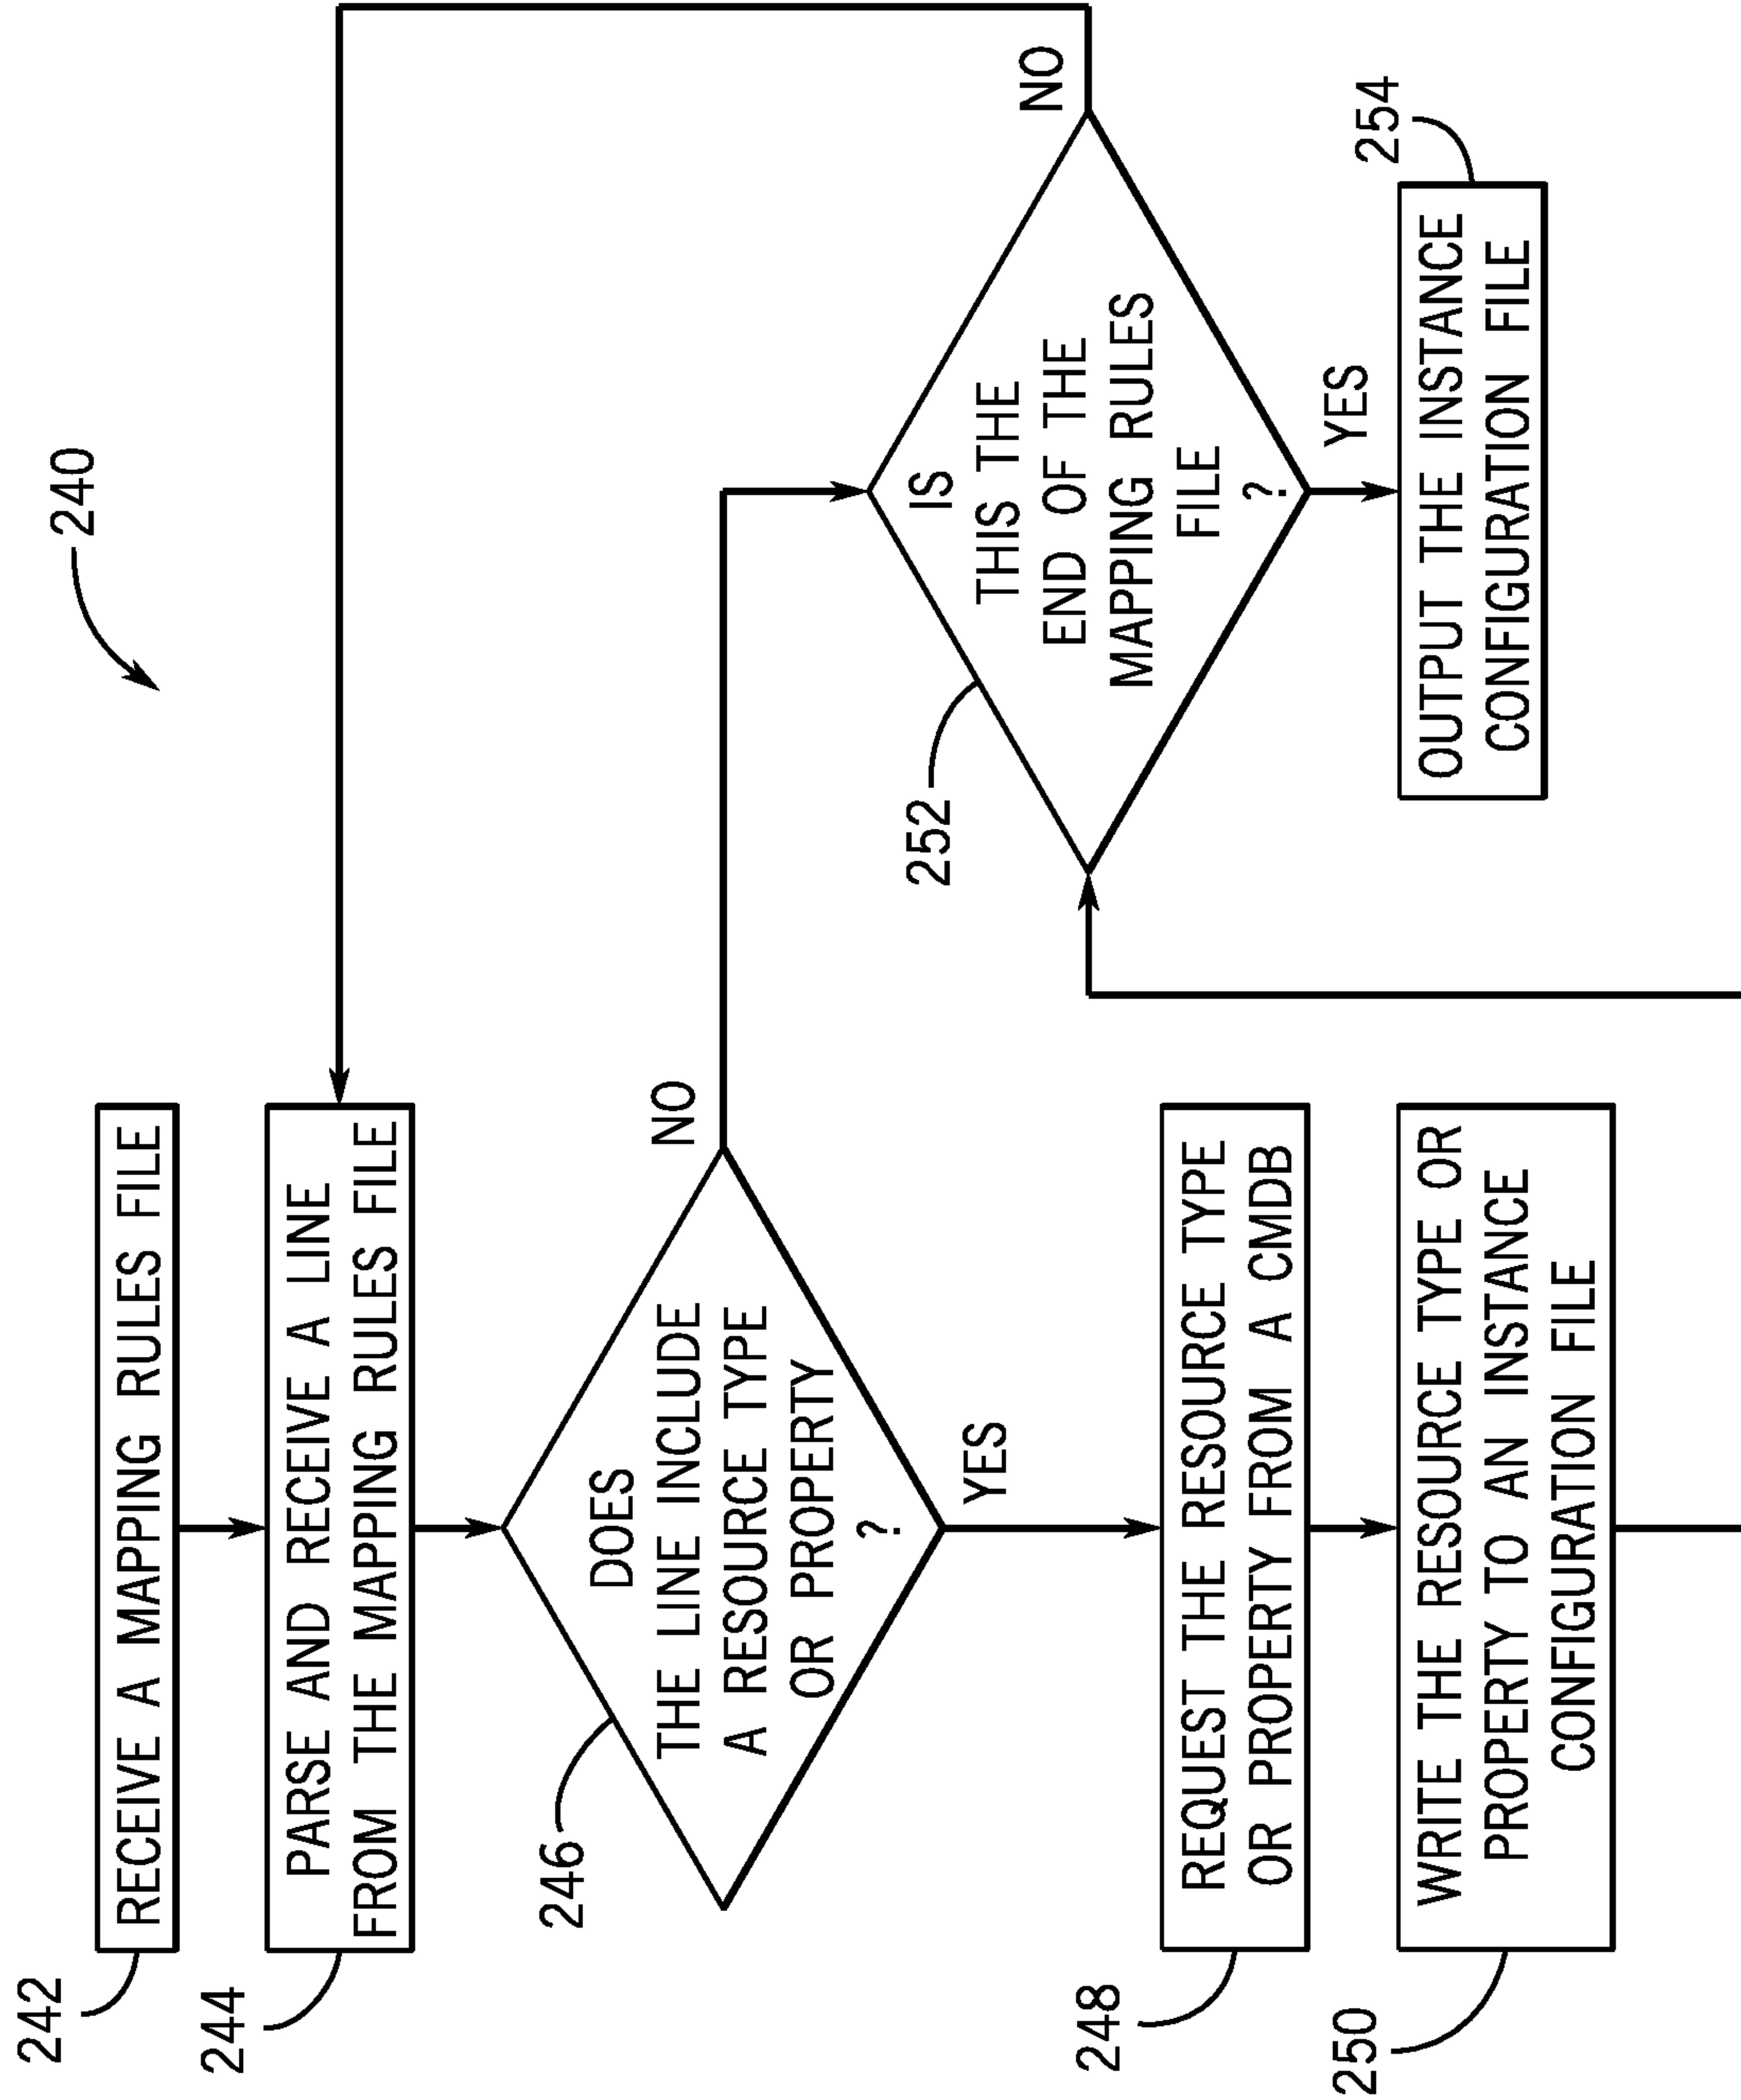 240
242
RECEIVE A MAPPING RULES FILE
244
PARSE AND RECEIVE A LINE
FROM THE MAPPING RULES FILE
246
DOES
THE LINE INCLUDE
A RESOURCE TYPE
OR PROPERTY
?
NO
YES
248
REQUEST THE RESOURCE TYPE
OR PROPERTY FROM A CMDB
250
WRITE THE RESOURCE TYPE OR
PROPERTY TO AN INSTANCE
CONFIGURATION FILE
252
IS
THIS THE
END OF THE
MAPPING RULES
FILE
?
NO
YES
254
OUTPUT THE INSTANCE
CONFIGURATION FILE